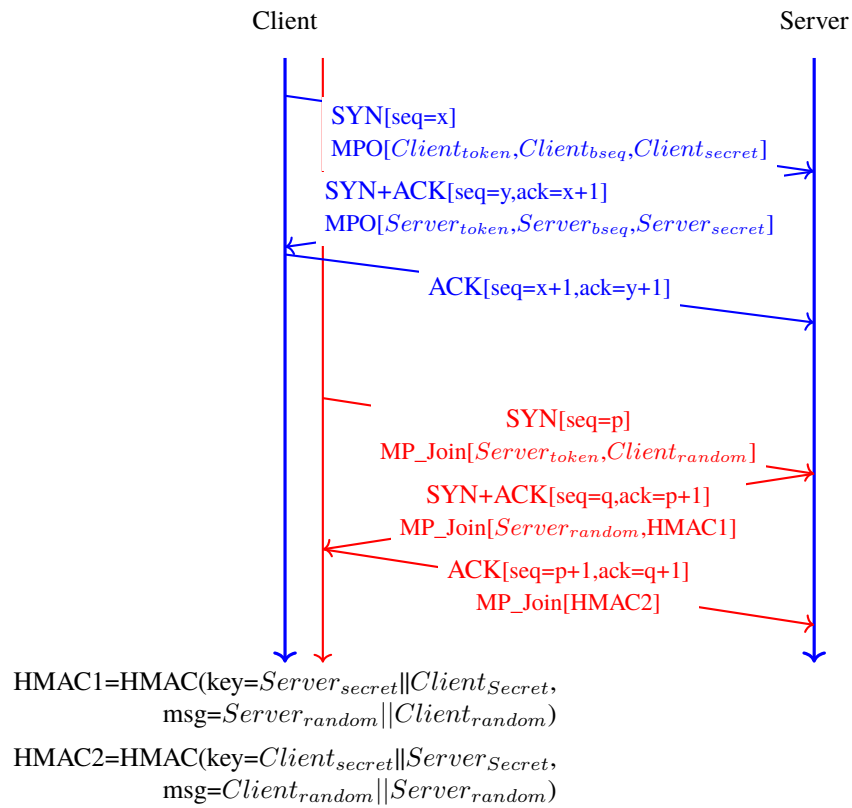 Client Server
SYN[seq=x]
MPO[Client_token,Client_bseq,Client_secret]
SYN+ACK[seq=y,ack=x+1]
MPO[Server_token,Server_bseq,Server_secret]
ACK[seq=x+1,ack=y+1]
SYN[seq=p]
MP_Join[Server_token,Client_random]
SYN+ACK[seq=q,ack=p+1]
MP_Join[Server_random,HMAC1]
ACK[seq=p+1,ack=q+1]
MP_Join[HMAC2]
HMAC1=HMAC(key=Server_secret||Client_Secret,
msg=Server_random||Client_random)
HMAC2=HMAC(key=Client_secret||Server_Secret,
msg=Client_random||Server_random)